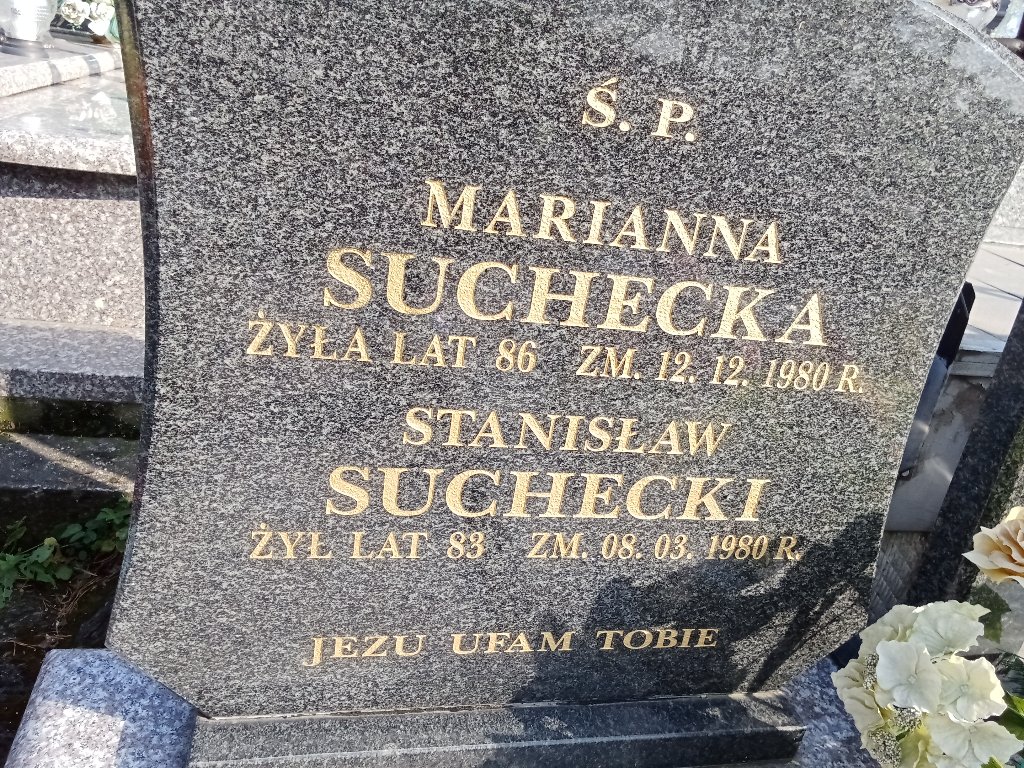 Ś. P.
MARIANNA
SUCHECKA
ŻYŁA LAT 86 ZM. 12. 12. 1980 R.
STANISŁAW
SUCHECKI
ŻYŁ LAT 83 ZM. 08. 03. 1980 R.
JEZU UFAM TOBIE